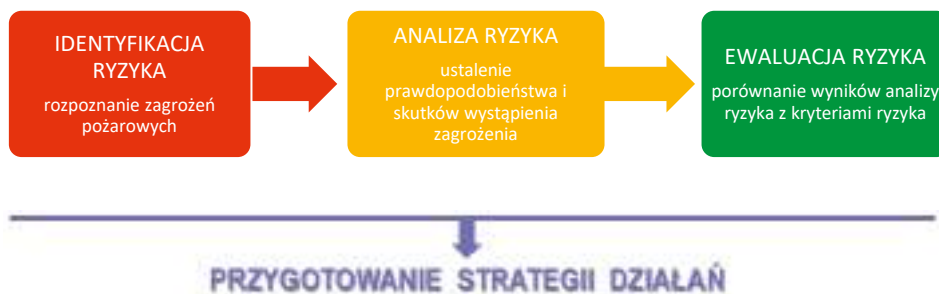 IDENTYFIKACJA
RYZYKA
rozpoznanie zagrożeń
pożarowych
ANALIZA RYZYKA
ustalenie
prawdopodobieństwa i
skutków wystąpienia
zagrożenia
EWALUACJA RYZYKA
porównanie wyników analizy
ryzyka z kryteriami ryzyka
PRZYGOTOWANIE STRATEGII DZIAŁAŃ